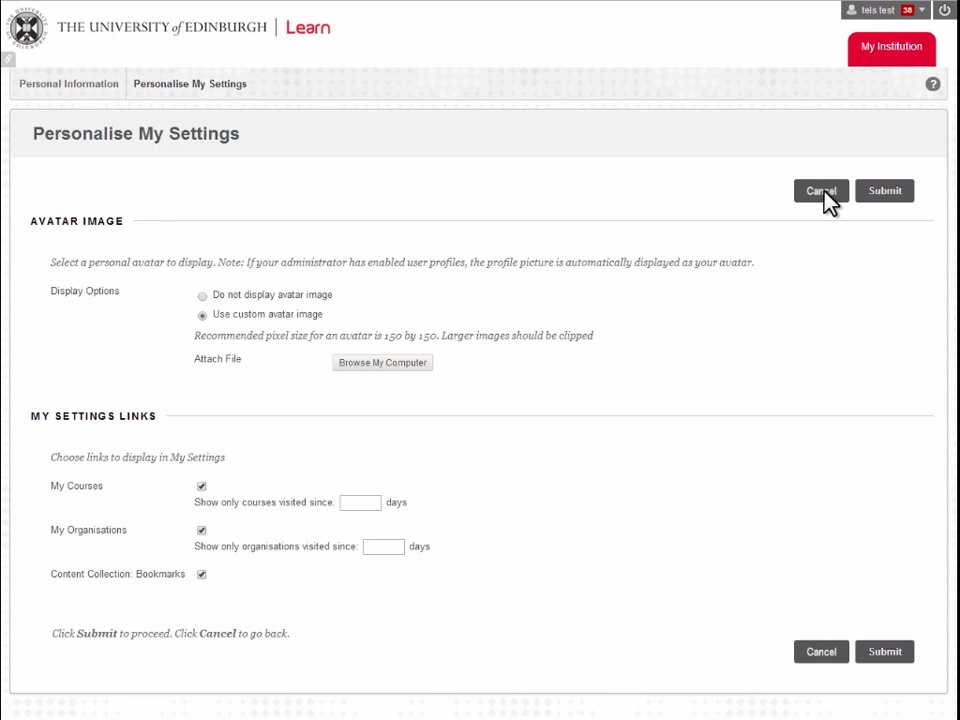 tels test 38
THE UNIVERSITY of EDINBURGH | Learn
My Institution
Personal Information Personalise My Settings ?
Personalise My Settings
Cancel Submit
AVATAR IMAGE
Select a personal avatar to display. Note: If your administrator has enabled user profiles, the profile picture is automatically displayed as your avatar.
Display Options
Do not display avatar image
Use custom avatar image
Recommended pixel size for an avatar is 150 by 150. Larger images should be clipped
Attach File Browse My Computer
MY SETTINGS LINKS
Choose links to display in My Settings
My Courses
Show only courses visited since: days
My Organisations
Show only organisations visited since: days
Content Collection: Bookmarks
Click Submit to proceed. Click Cancel to go back.
Cancel Submit